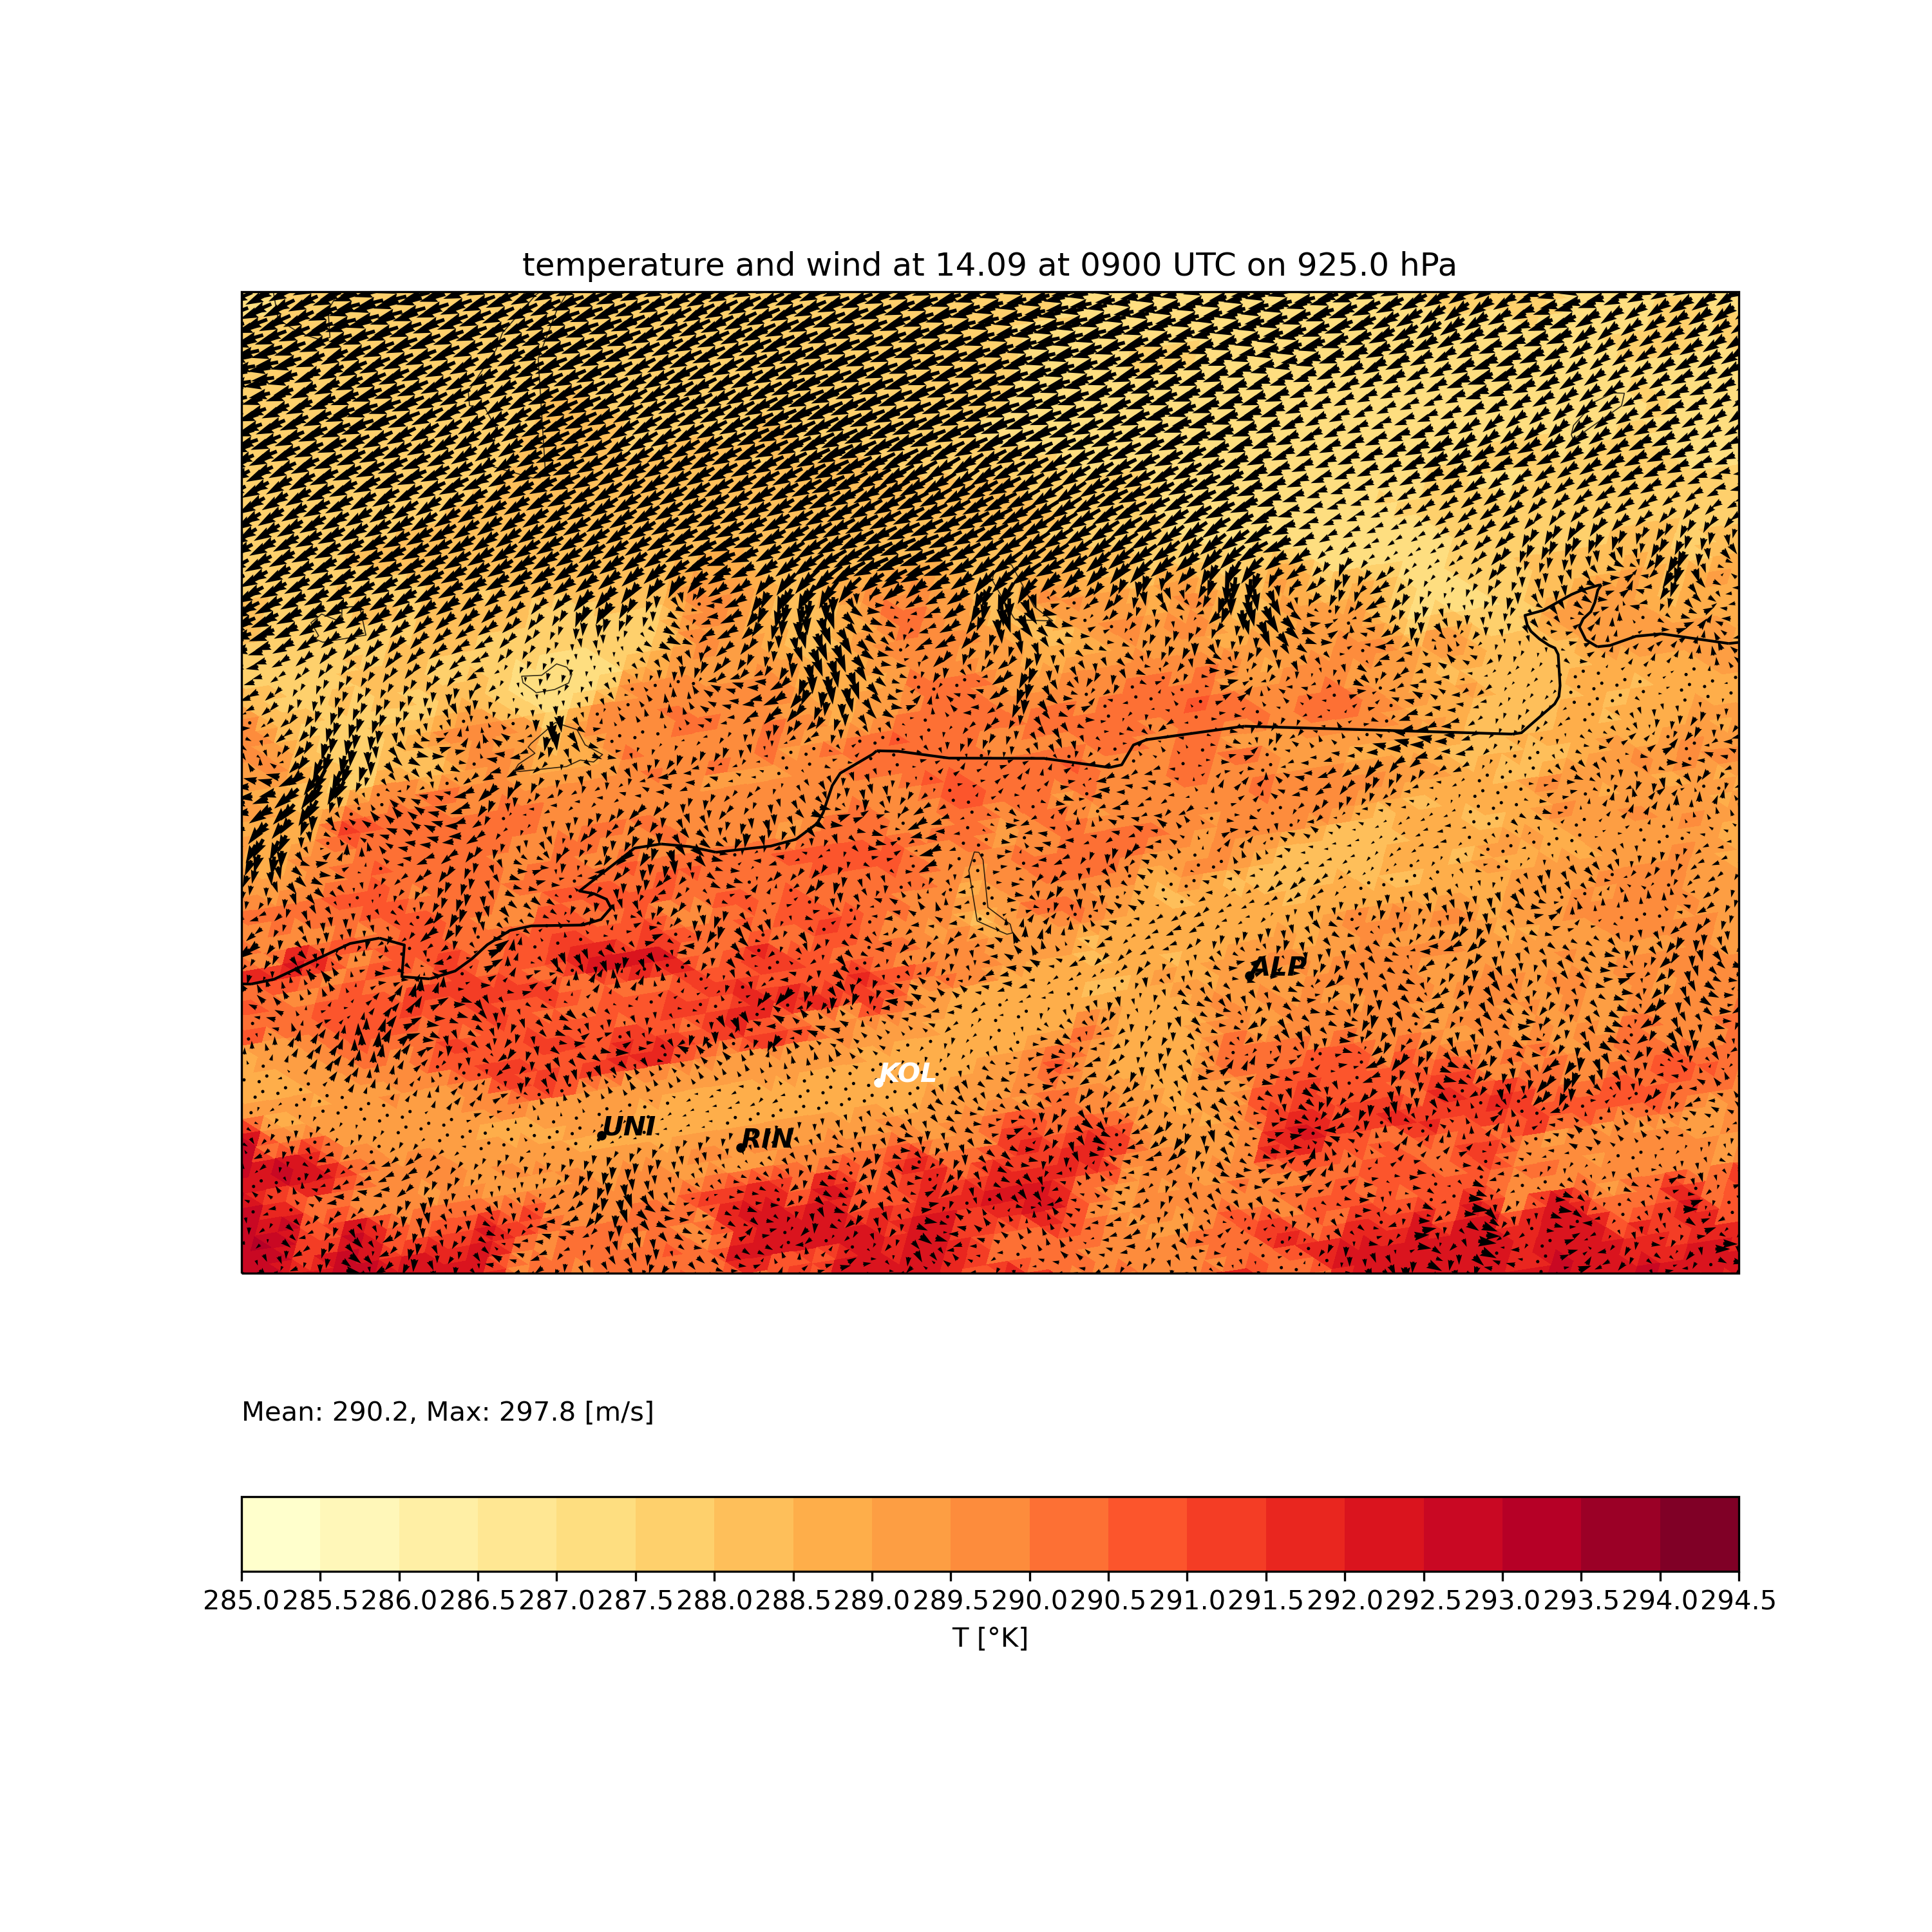 temperature and wind at 14.09 at 0900 UTC on 925.0 hPa
ALP
KOL
UNI
RIN
Mean: 290.2, Max: 297.8 [m/s]
285.0 285.5 286.0 286.5 287.0 287.5 288.0 288.5 289.0 289.5 290.0 290.5 291.0 291.5 292.0 292.5 293.0 293.5 294.0 294.5
T [°K]